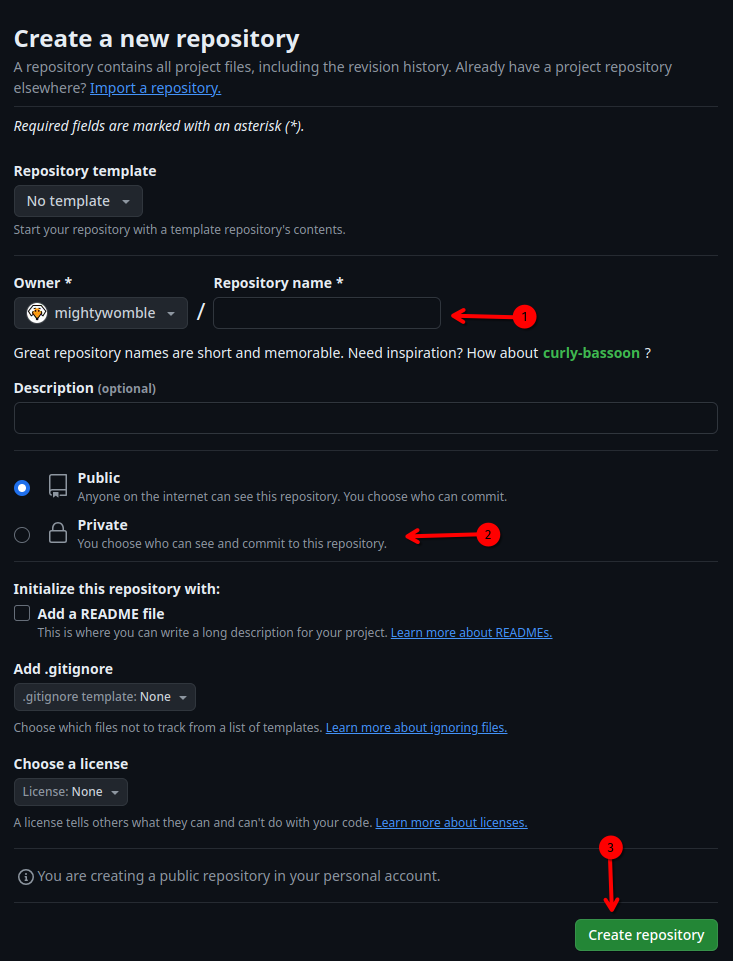 Create a new repository
A repository contains all project files, including the revision history. Already have a project repository
elsewhere? Import a repository.
Required fields are marked with an asterisk (*).
Repository template
No template
Start your repository with a template repository's contents.
Owner * Repository name *
mightywomble /
1
Great repository names are short and memorable. Need inspiration? How about curly-bassoon ?
Description (optional)
Public
Anyone on the internet can see this repository. You choose who can commit.
Private
You choose who can see and commit to this repository.
2
Initialize this repository with:
Add a README file
This is where you can write a long description for your project. Learn more about READMEs.
Add .gitignore
.gitignore template: None
Choose which files not to track from a list of templates. Learn more about ignoring files.
Choose a license
License: None
A license tells others what they can and can't do with your code. Learn more about licenses.
3
You are creating a public repository in your personal account.
Create repository